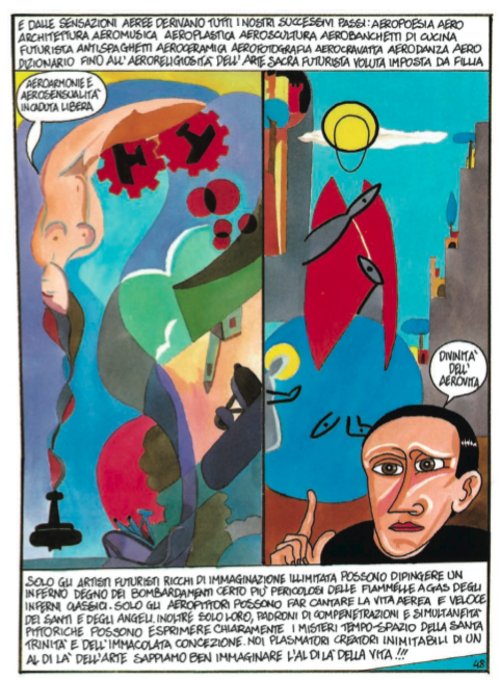 E DALLE SENSAZIONI AEREE DERIVANO TUTTI I NOSTRI SUCCESSIVI PASSI: AEROPOESIA AERO
ARCHITETTURA AEROMUSICA AEROPLASTICA AEROSCULTURA AEROBANCHETTI DI CUCINA
FUTURISTA ANTISPAGHETTI AEROCERAMICA AEROFOTOGRAFIA AEROCRAVATTA AERODANZA AERO
DIZIONARIO FINO ALL'AERORELIGIOSITÀ DELL'ARTE SACRA FUTURISTA VOLUTA IMPOSTA DA FILLIA
AEROARMONIE E
AEROSENSUALITÀ
IN CADUTA LIBERA
DIVINITÀ
DELL'
AEROVITA
SOLO GLI ARTISTI FUTURISTI RICCHI DI IMMAGINAZIONE ILLIMITATA POSSONO DIPINGERE UN
INFERNO DEGNO DEI BOMBARDAMENTI CERTO PIU' PERICOLOSI DELLE FIAMMELLE A GAS DEGLI
INFERNI CLASSICI. SOLO GLI AEROPITTORI POSSONO FAR CANTARE LA VITA AEREA E VELOCE
DEI SANTI E DEGLI ANGELI. INOLTRE SOLO LORO, PADRONI DI COMPENETRAZIONI E SIMULTANEITÀ
PITTORICHE POSSONO ESPRIMERE CHIARAMENTE I MISTERI TEMPO-SPAZIO DELLA SANTA
TRINITÀ E DELL'IMMACOLATA CONCEZIONE. NOI PLASMATORI CREATORI INIMITABILI DI UN
AL DI LÀ DELL'ARTE SAPPIAMO BEN IMMAGINARE L'AL DI LÀ DELLA VITA!!!
48